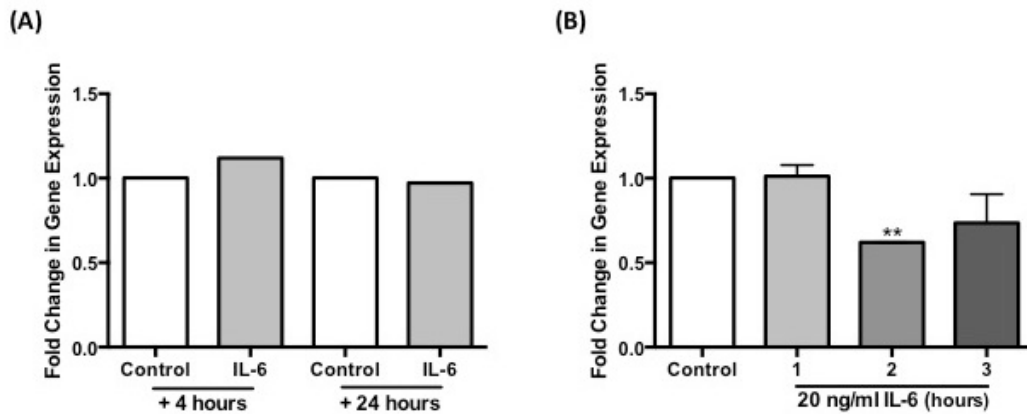 (A)
(B)
Fold Change in Gene Expression
1.5
1.0
0.5
0.0
Control IL-6 Control IL-6
+ 4 hours + 24 hours
Fold Change in Gene Expression
1.5
1.0
0.5
0.0
**
Control 1 2 3
20 ng/ml IL-6 (hours)